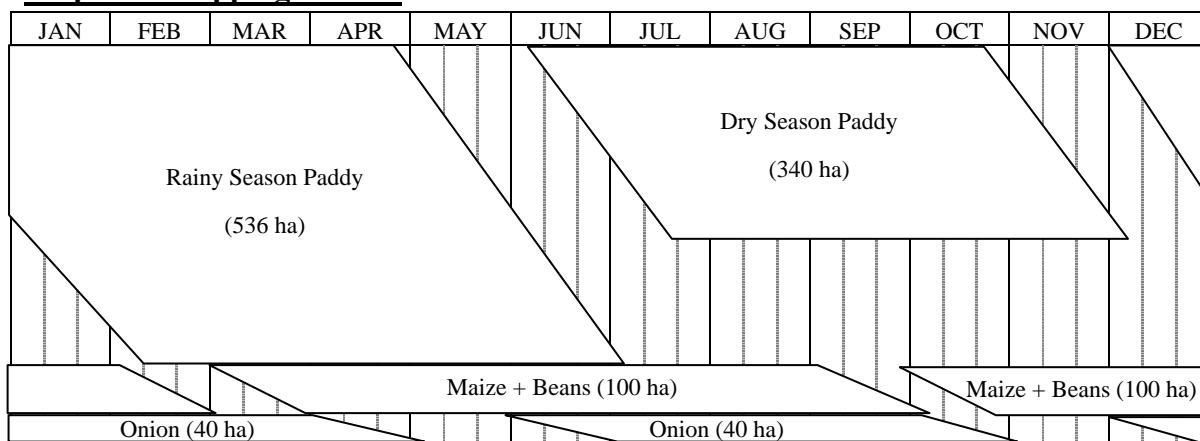 JAN FEB MAR APR MAY JUN JUL AUG SEP OCT NOV DEC
Dry Season Paddy
(340 ha)
Rainy Season Paddy
(536 ha)
Maize + Beans (100 ha) Maize + Beans (100 ha)
Onion (40 ha) Onion (40 ha)